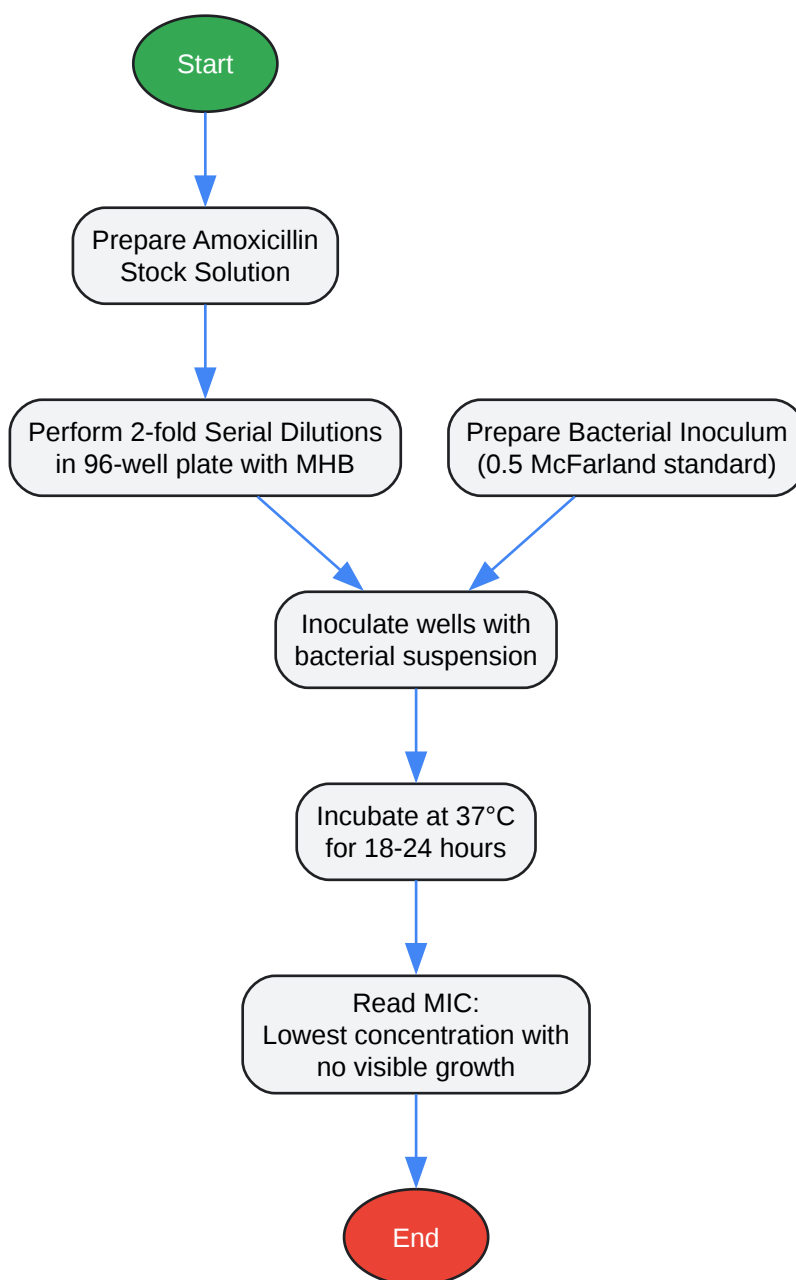 Start
Prepare Amoxicillin
Stock Solution
Perform 2-fold Serial Dilutions
in 96-well plate with MHB
Prepare Bacterial Inoculum
(0.5 McFarland standard)
Inoculate wells with
bacterial suspension
Incubate at 37°C
for 18-24 hours
Read MIC:
Lowest concentration with
no visible growth
End